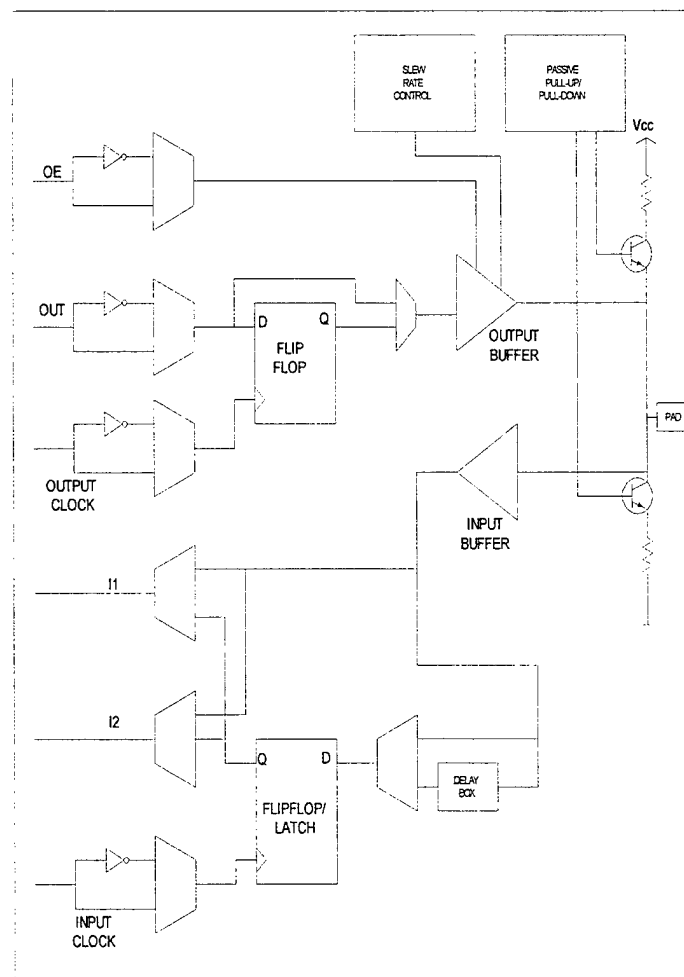 SLEW
RATE
CONTROL
PASSIVE
PULL-UP/
PULL-DOWN
Vcc
OE
OUT
D
Q
FLIP
FLOP
OUTPUT
BUFFER
PAD
OUTPUT
CLOCK
INPUT
BUFFER
I1
I2
Q
D
FLIPFLOP/
LATCH
DELAY
BOX
INPUT
CLOCK